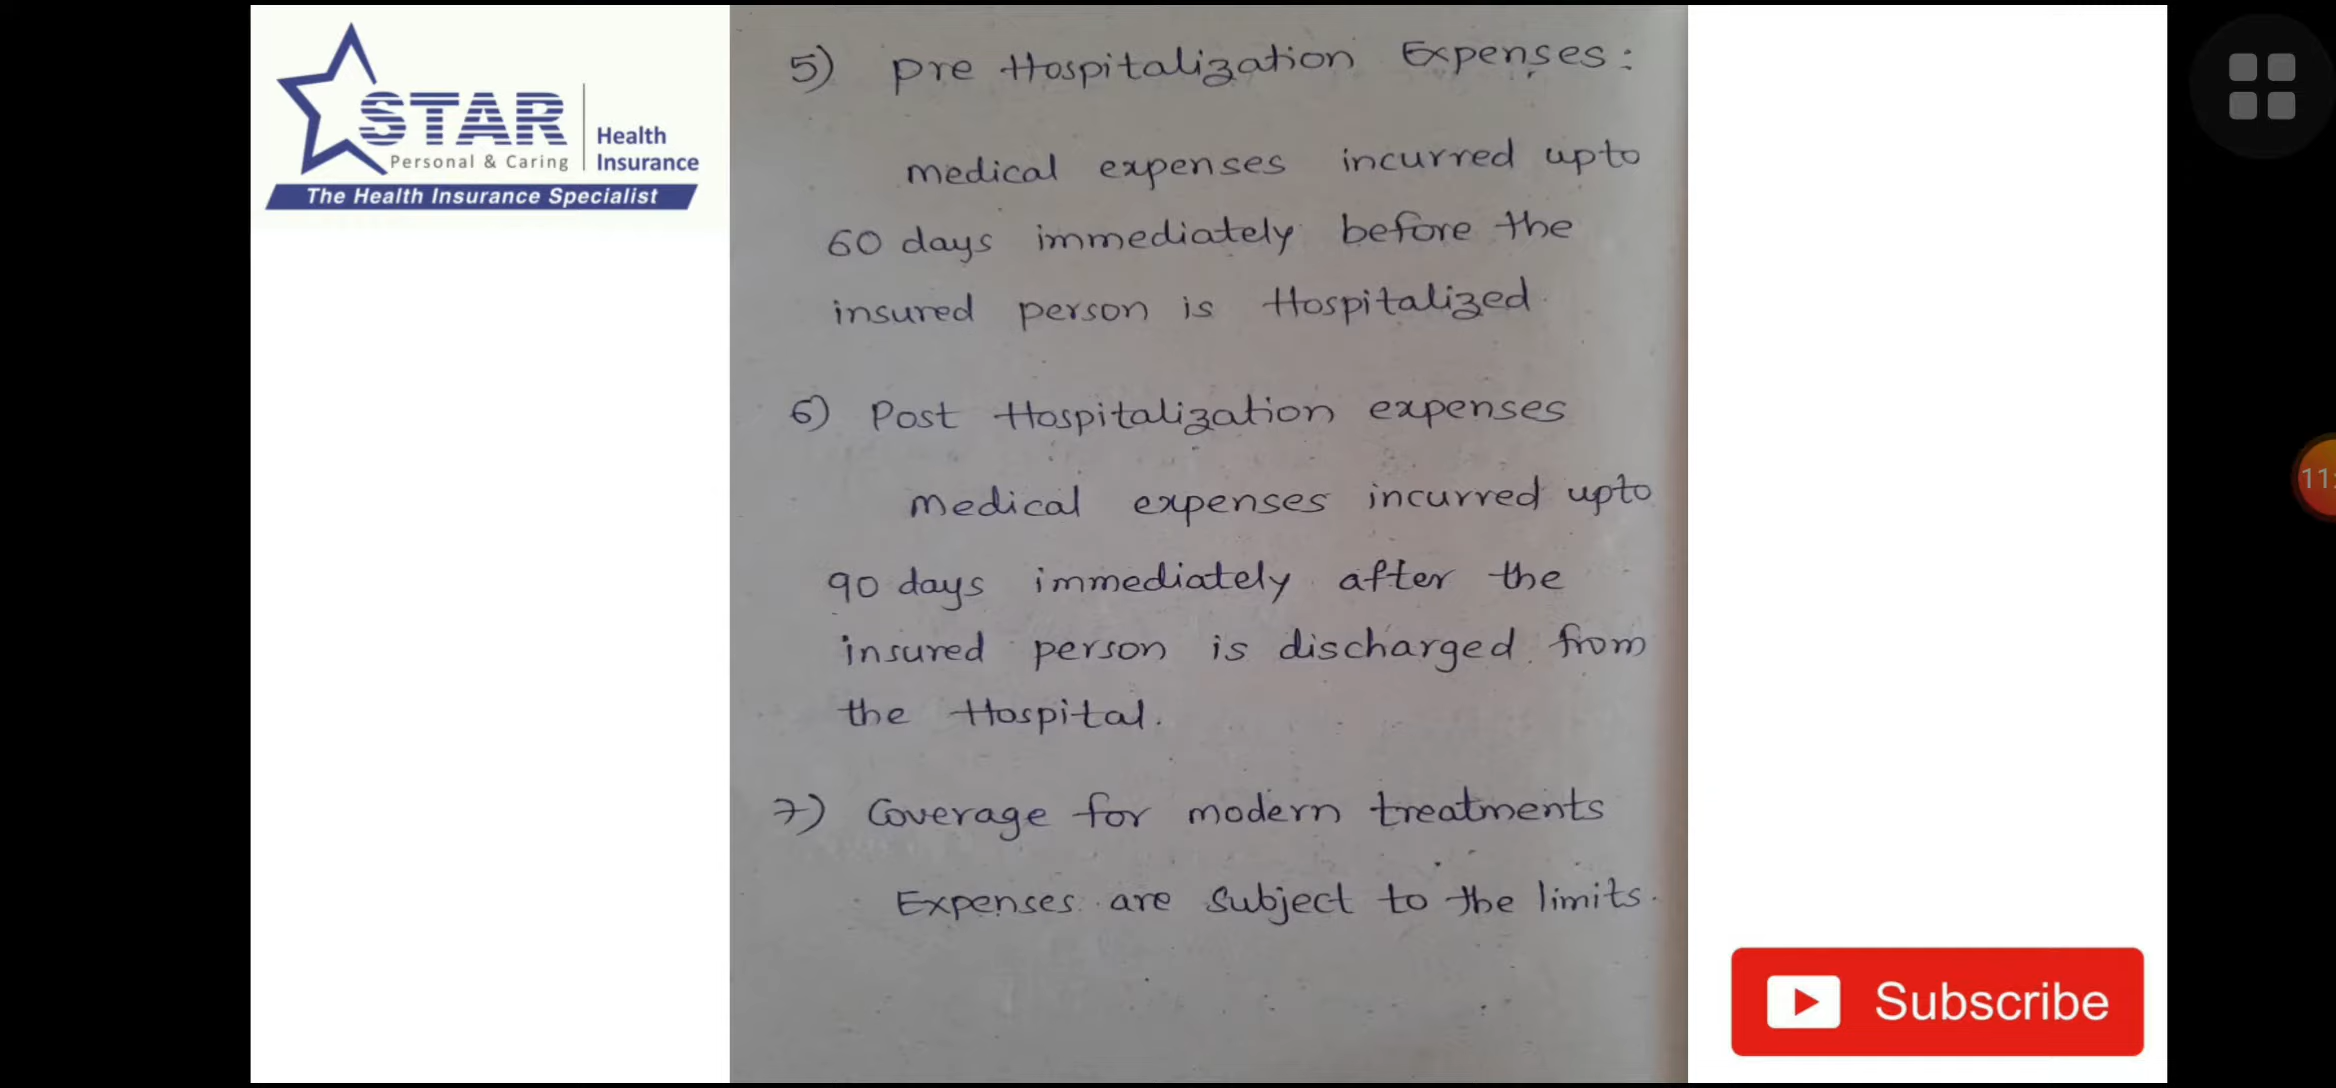 STAR
Personal & Caring
Health
Insurance
The Health Insurance Specialist
5) Pre Hospitalization Expenses:
medical expenses incurred upto
60 days immediately before the
insured person is Hospitalized.
6) Post Hospitalization expenses
Medical expenses incurred upto
90 days immediately after the
insured person is discharged from
the Hospital.
7) Coverage for modern treatments
Expenses are Subject to the limits.
11:
Subscribe